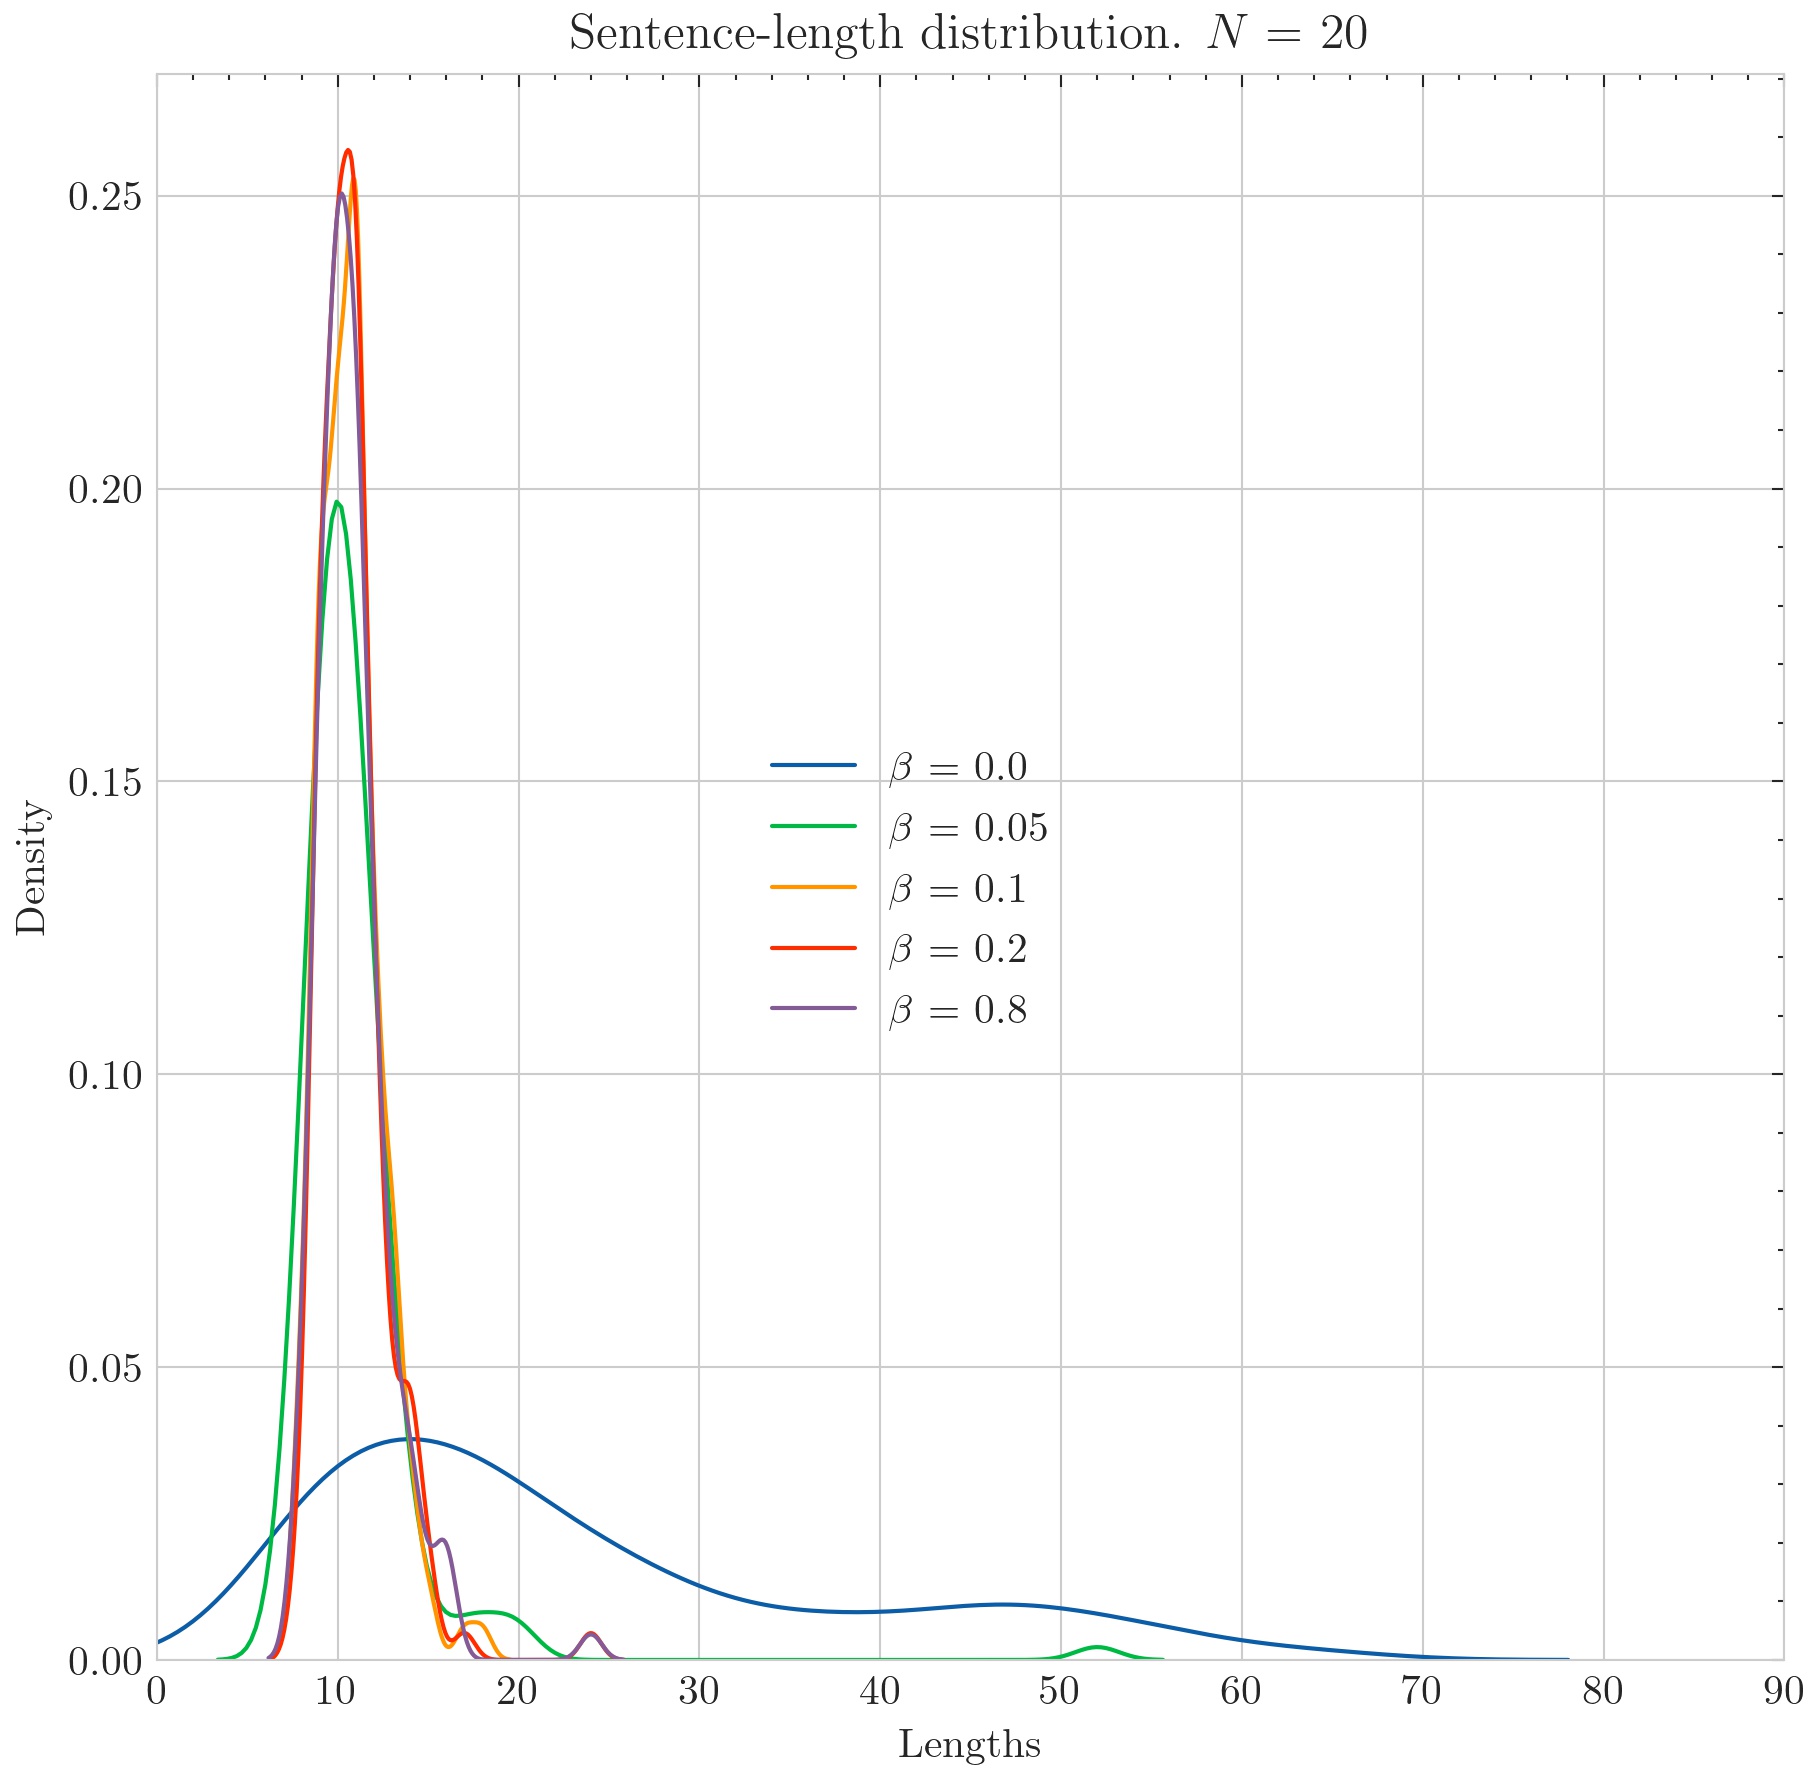 Sentence-length distribution. N = 20
Density
0.25
0.20
0.15
0.10
0.05
0.00
β = 0.0
β = 0.05
β = 0.1
β = 0.2
β = 0.8
0 10 20 30 40 50 60 70 80 90
Lengths